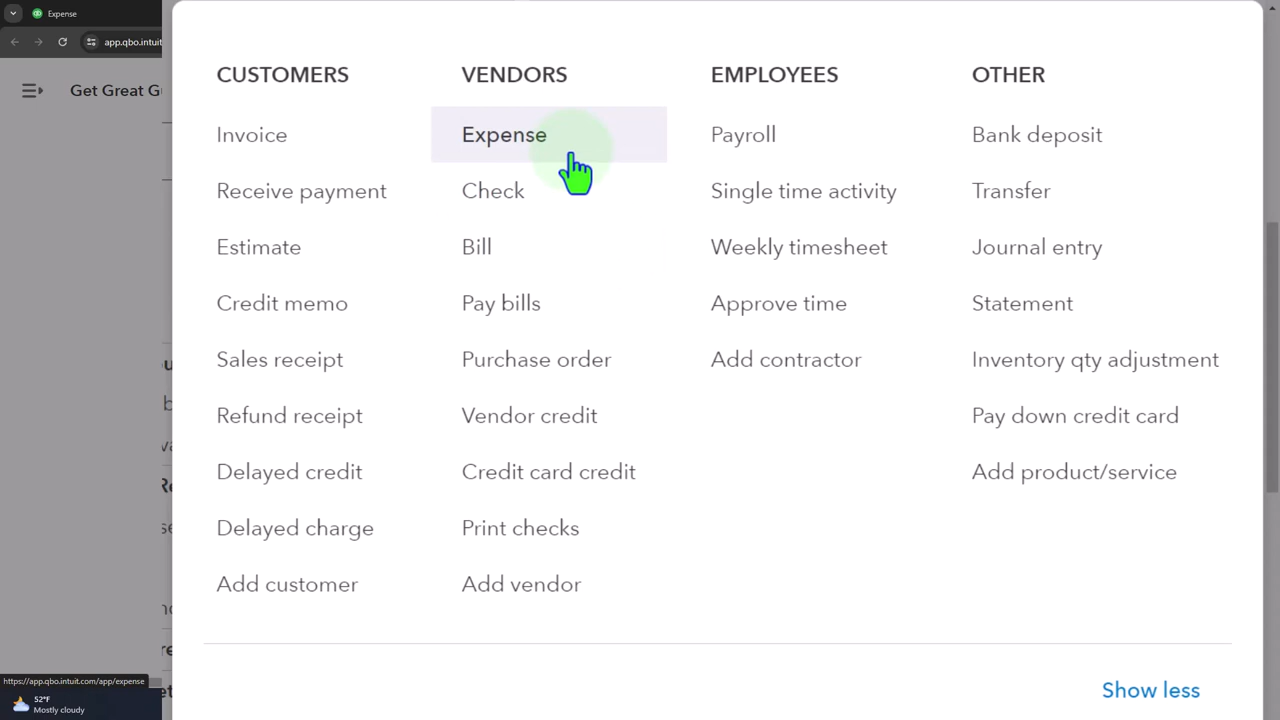 Expense
app.qbo.intuit
Get Great Gu
CUSTOMERS
Invoice
Receive payment
Estimate
Credit memo
Sales receipt
Refund receipt
Delayed credit
Delayed charge
Add customer
VENDORS
Expense
Check
Bill
Pay bills
Purchase order
Vendor credit
Credit card credit
Print checks
Add vendor
EMPLOYEES
Payroll
Single time activity
Weekly timesheet
Approve time
Add contractor
OTHER
Bank deposit
Transfer
Journal entry
Statement
Inventory qty adjustment
Pay down credit card
Add product/service
Show less
https://app.qbo.intuit.com/app/expense
52°F
Mostly cloudy